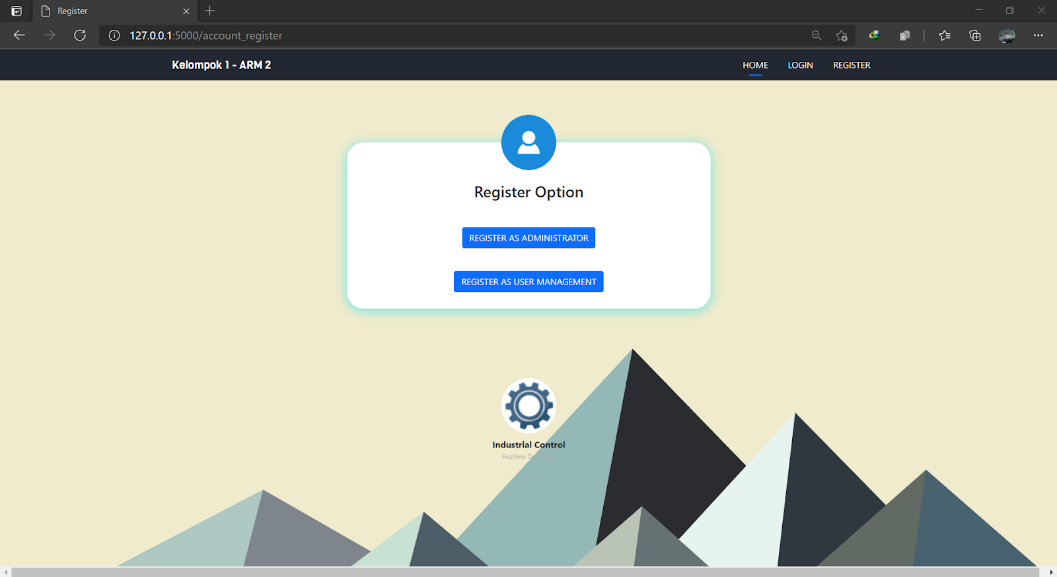 Register
127.0.0.1:5000/account_register
Kelompok 1 - ARM 2
HOME
LOGIN
REGISTER
Register Option
REGISTER AS ADMINISTRATOR
REGISTER AS USER MANAGEMENT
Industrial Control
Realtime